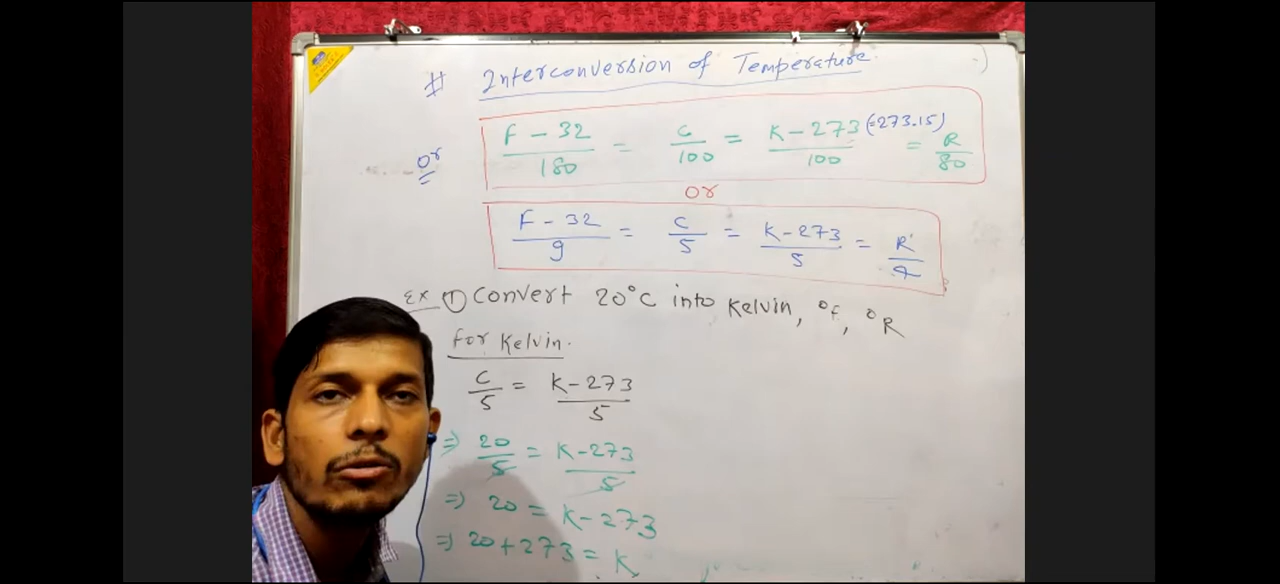 # Interconversion of Temperature.
F - 32 / 180 = C / 100 = K - 273 (=273.15) / 100 = R / 80
Or
or
F - 32 / 9 = C / 5 = K - 273 / 5 = R / 4
Ex ① Convert 20°C into Kelvin, °F, °R
for Kelvin.
C / 5 = K - 273 / 5
⇒ 20 / 5 = K - 273 / 5
⇒ 20 = K - 273
⇒ 20 + 273 = K